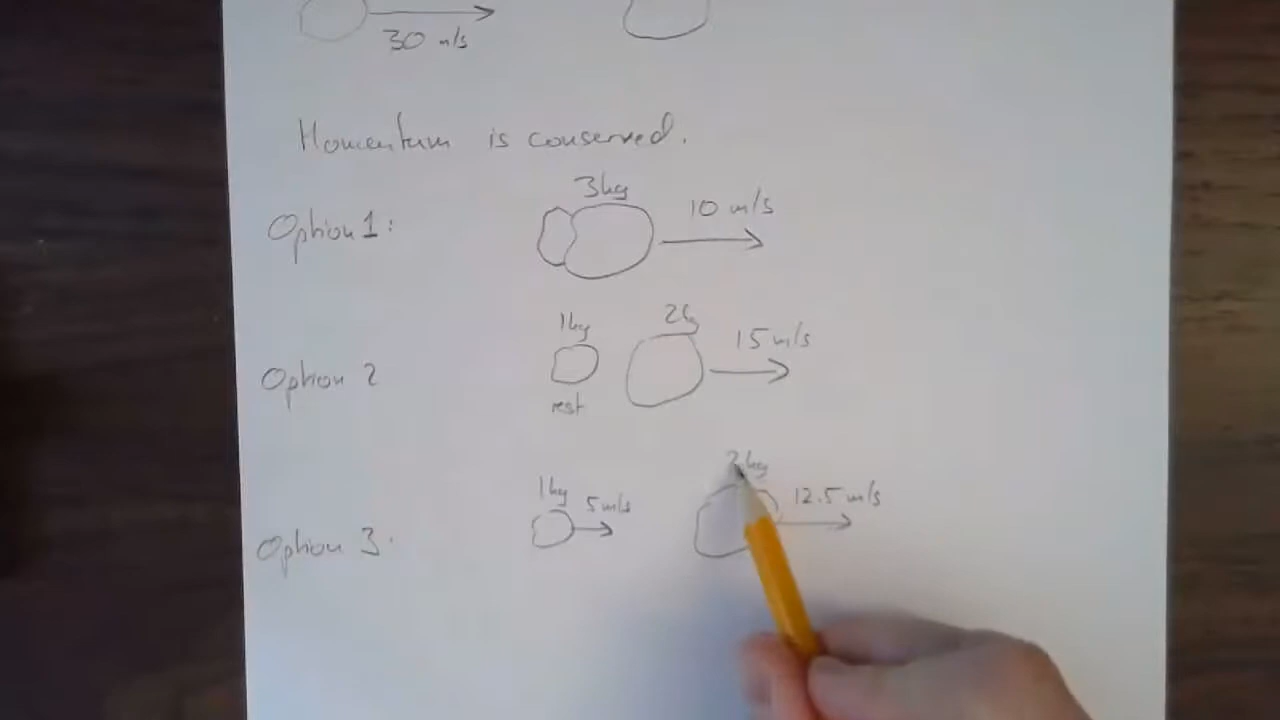 30 m/s
Momentum is conserved.
3kg
Option 1: 10 m/s
1kg 2kg
Option 2 15 m/s
rest
1kg 5m/s 2kg 12.5 m/s
Option 3: